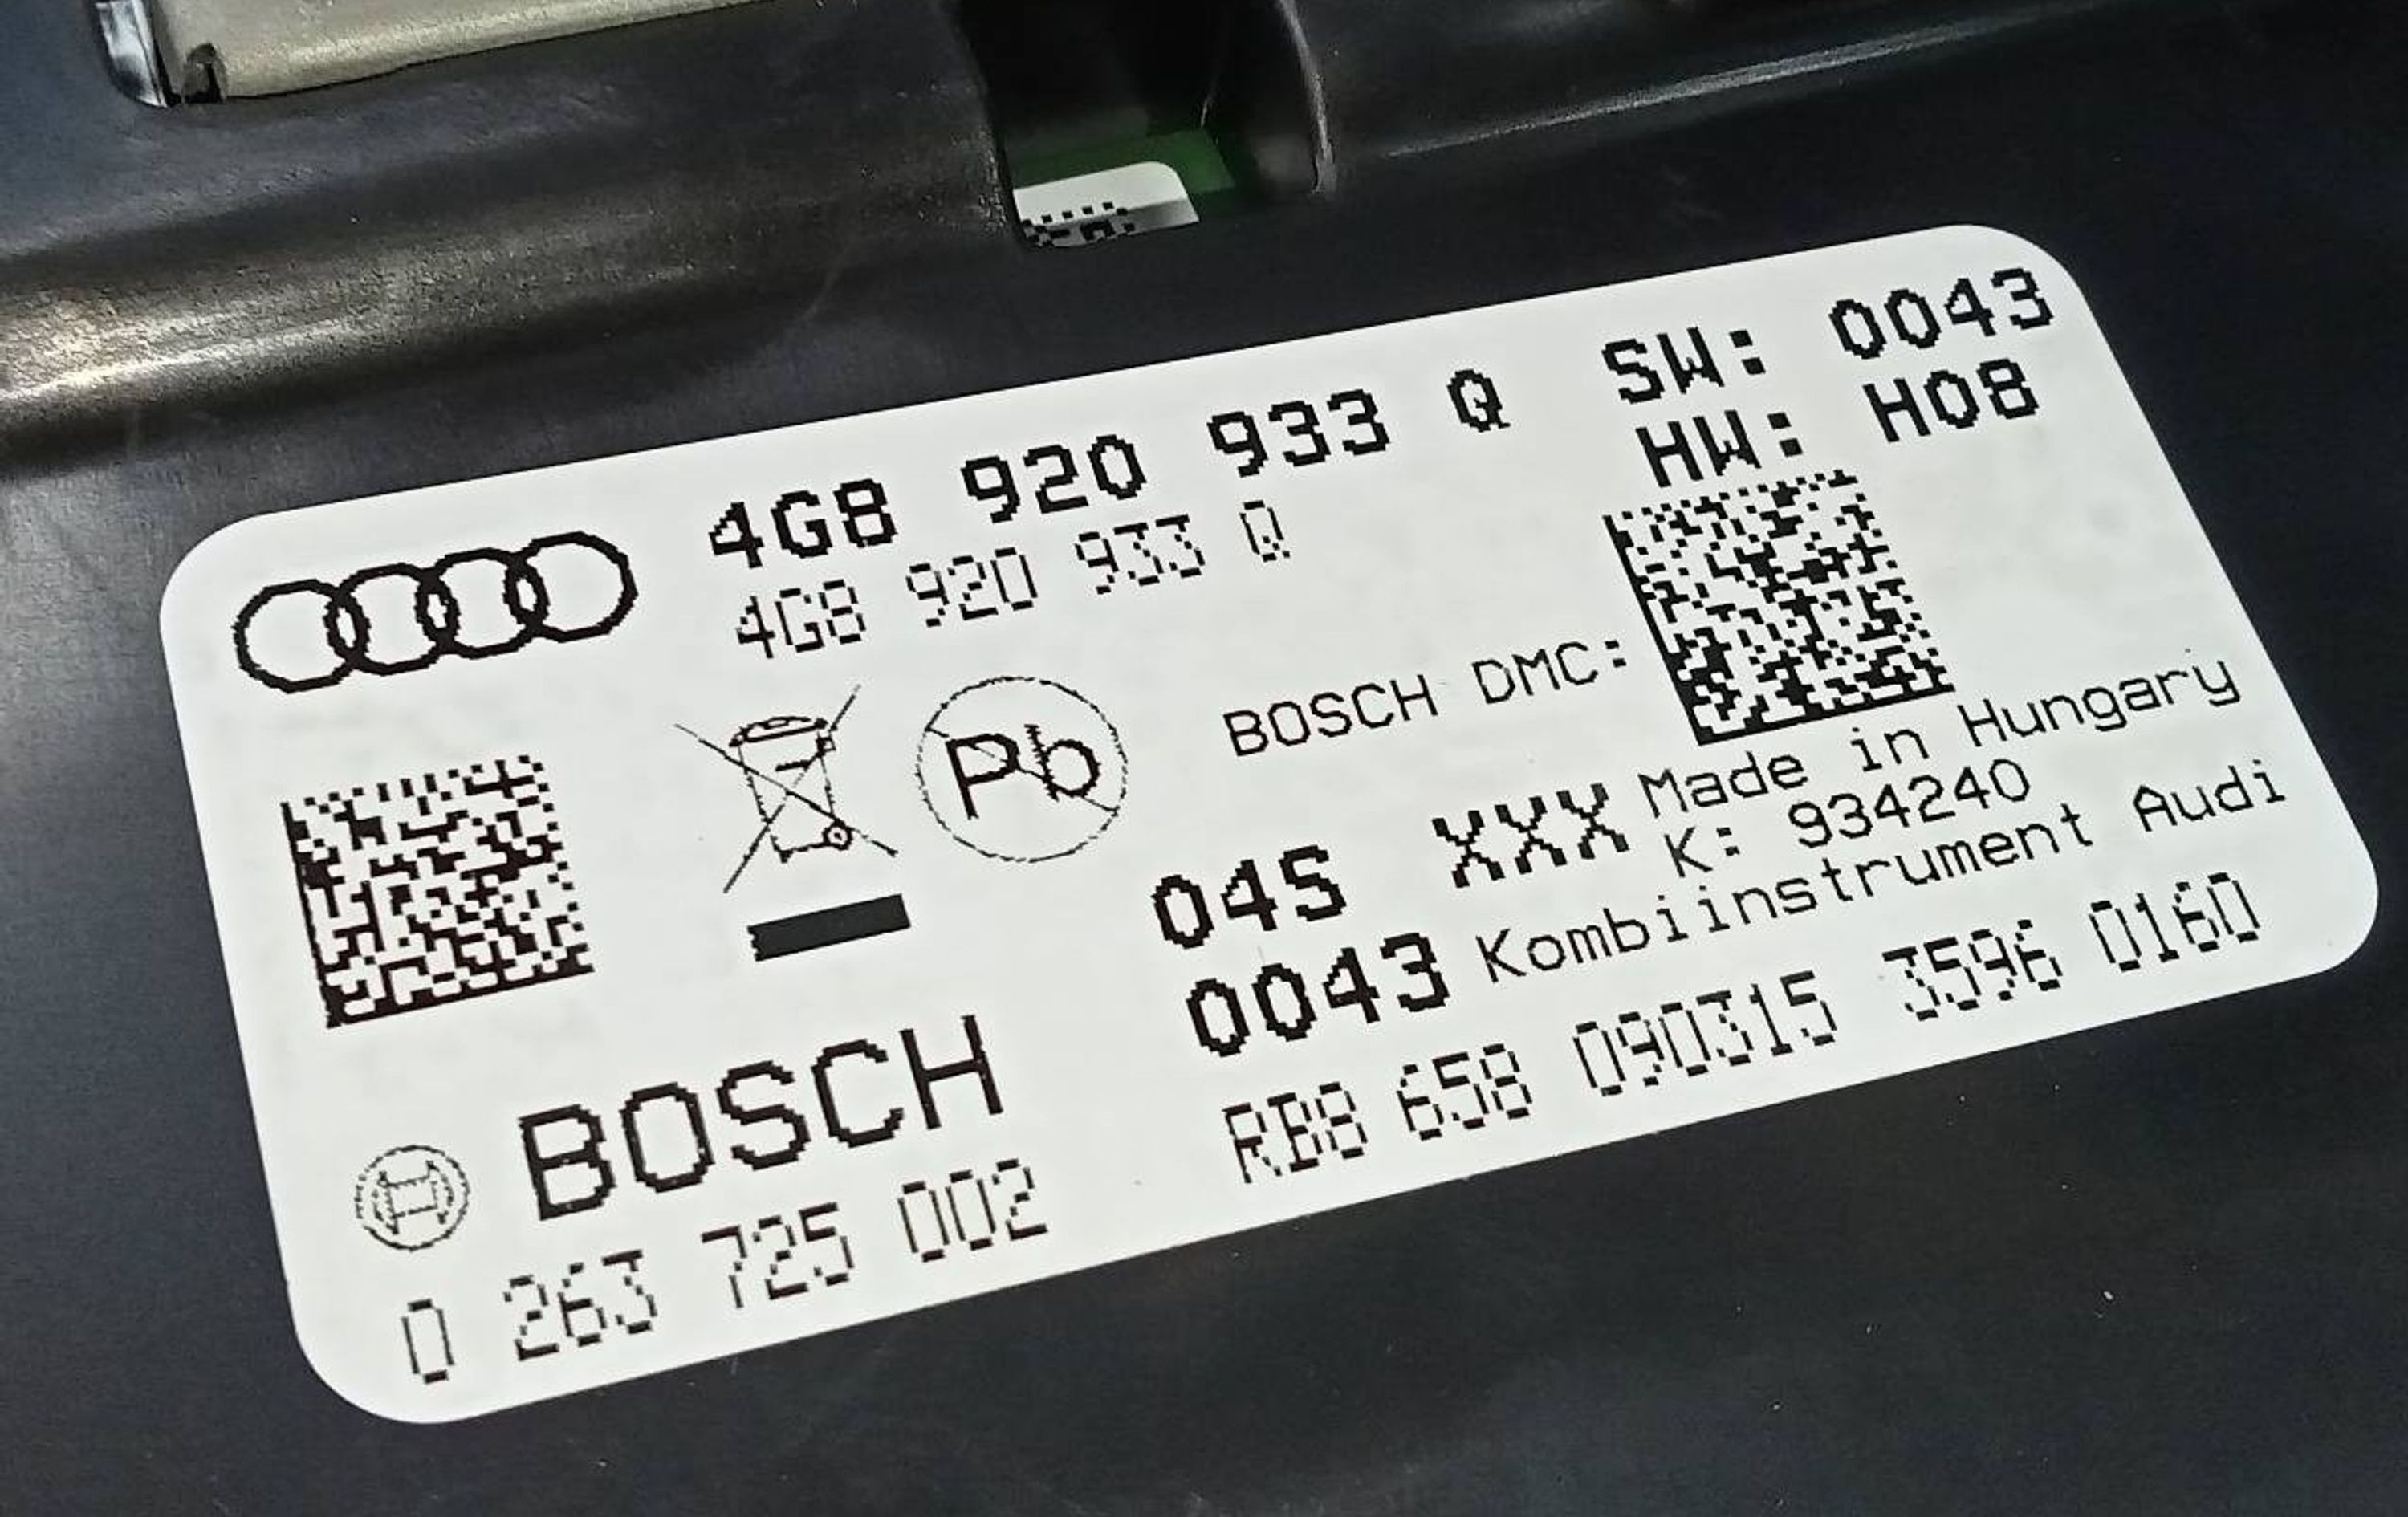 4G8 920 933 Q SW: 0043
4G8 920 933 Q HW: H08
Pb
BOSCH DMC:
Made in Hungary
04S XXX K: 934240
0043 Kombiinstrument Audi
BOSCH
RB8 658 090315 3596 0160
0 263 725 002